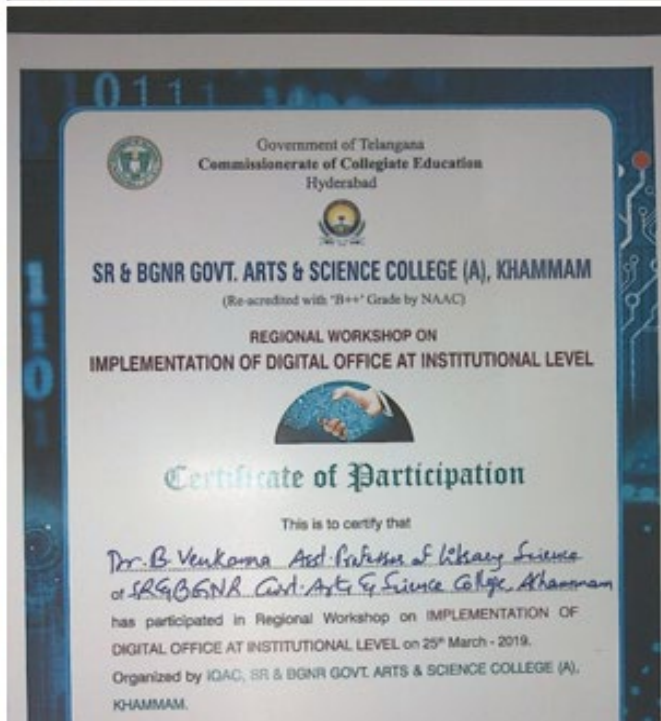 0111
Government of Telangana
Commissionerate of Collegiate Education
Hyderabad
SR & BGNR GOVT. ARTS & SCIENCE COLLEGE (A), KHAMMAM
(Re-acredited with "B++" Grade by NAAC)
REGIONAL WORKSHOP ON
IMPLEMENTATION OF DIGITAL OFFICE AT INSTITUTIONAL LEVEL
Certificate of Participation
This is to certify that
Dr. B Venkanna Asst. Professor of Library Science
of SR&BGNR Govt. Arts & Science College, Khammam
has participated in Regional Workshop on IMPLEMENTATION OF
DIGITAL OFFICE AT INSTITUTIONAL LEVEL on 25th March - 2019.
Organized by IQAC, SR & BGNR GOVT. ARTS & SCIENCE COLLEGE (A),
KHAMMAM.